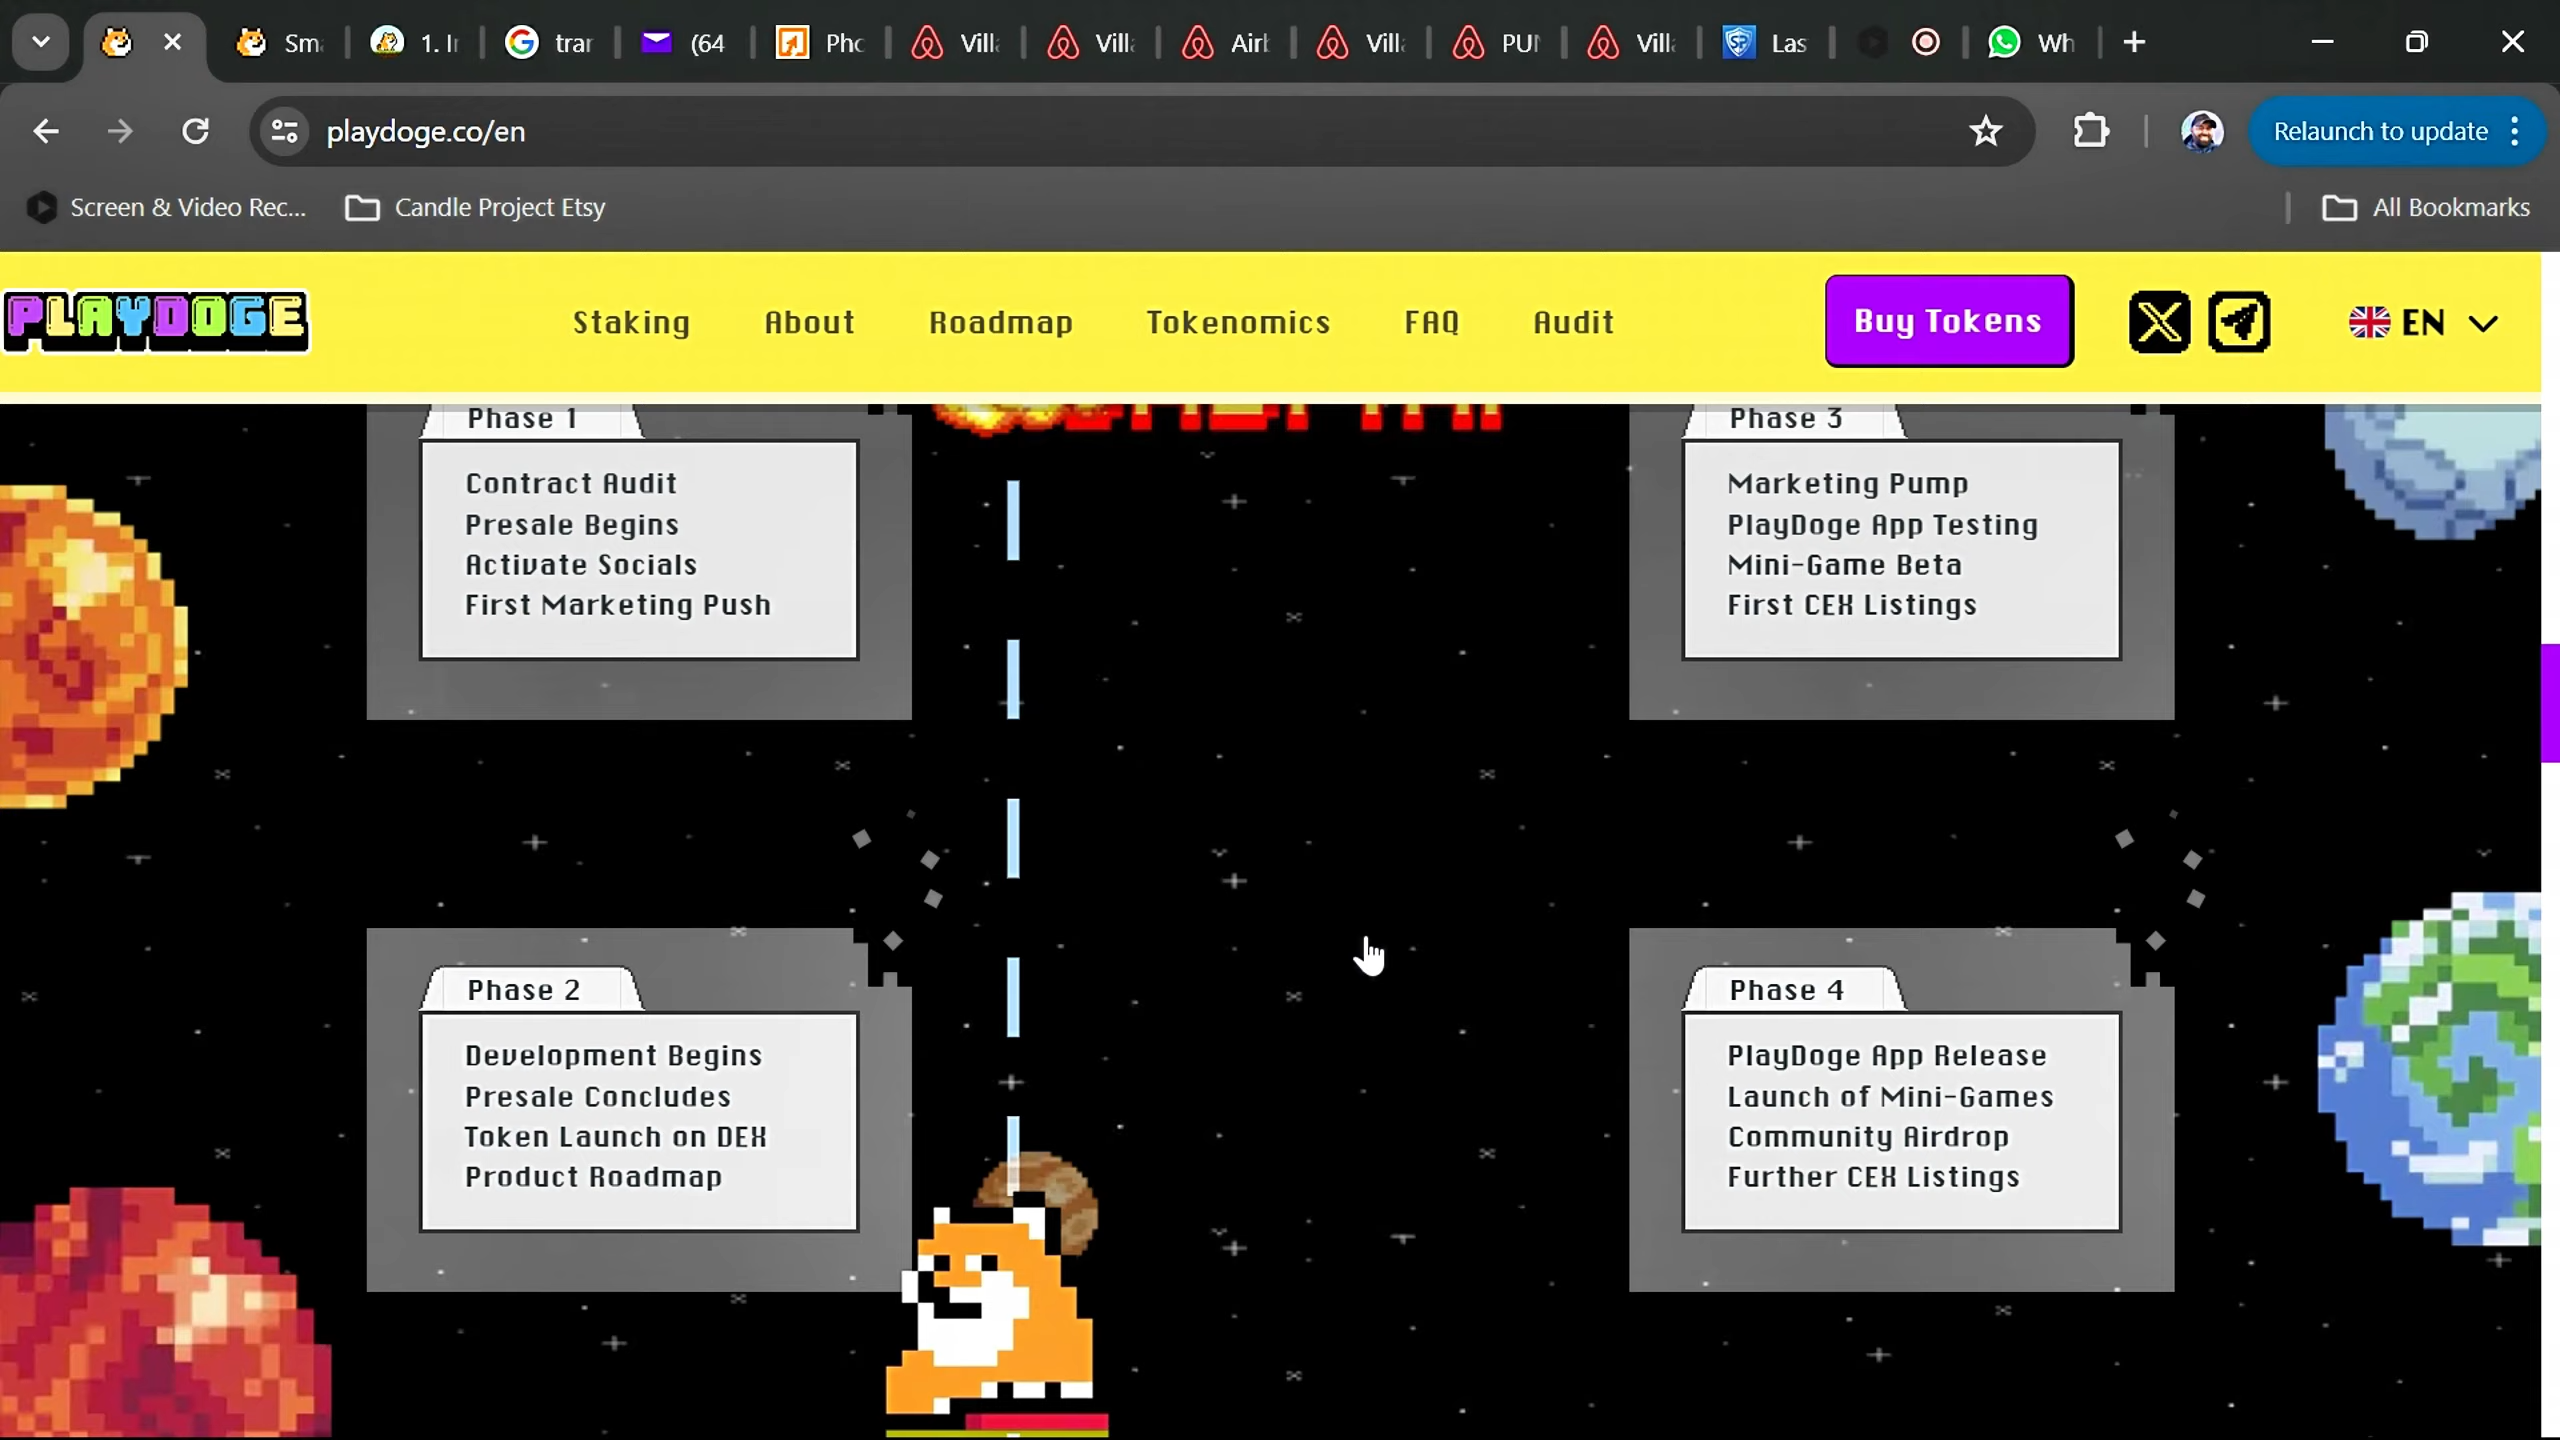 Sm
1. I
trar
(64
Pho
Vill
Vill
Airl
Vill
PU
Vill
Las
Wh
playdoge.co/en
Relaunch to update
Screen & Video Rec...
Candle Project Etsy
All Bookmarks
PLAYDOGE
Staking
About
Roadmap
Tokenomics
FAQ
Audit
Buy Tokens
EN
Phase 1
Contract Audit
Presale Begins
Activate Socials
First Marketing Push
Phase 2
Development Begins
Presale Concludes
Token Launch on DEX
Product Roadmap
Phase 3
Marketing Pump
PlayDoge App Testing
Mini-Game Beta
First CEX Listings
Phase 4
PlayDoge App Release
Launch of Mini-Games
Community Airdrop
Further CEX Listings